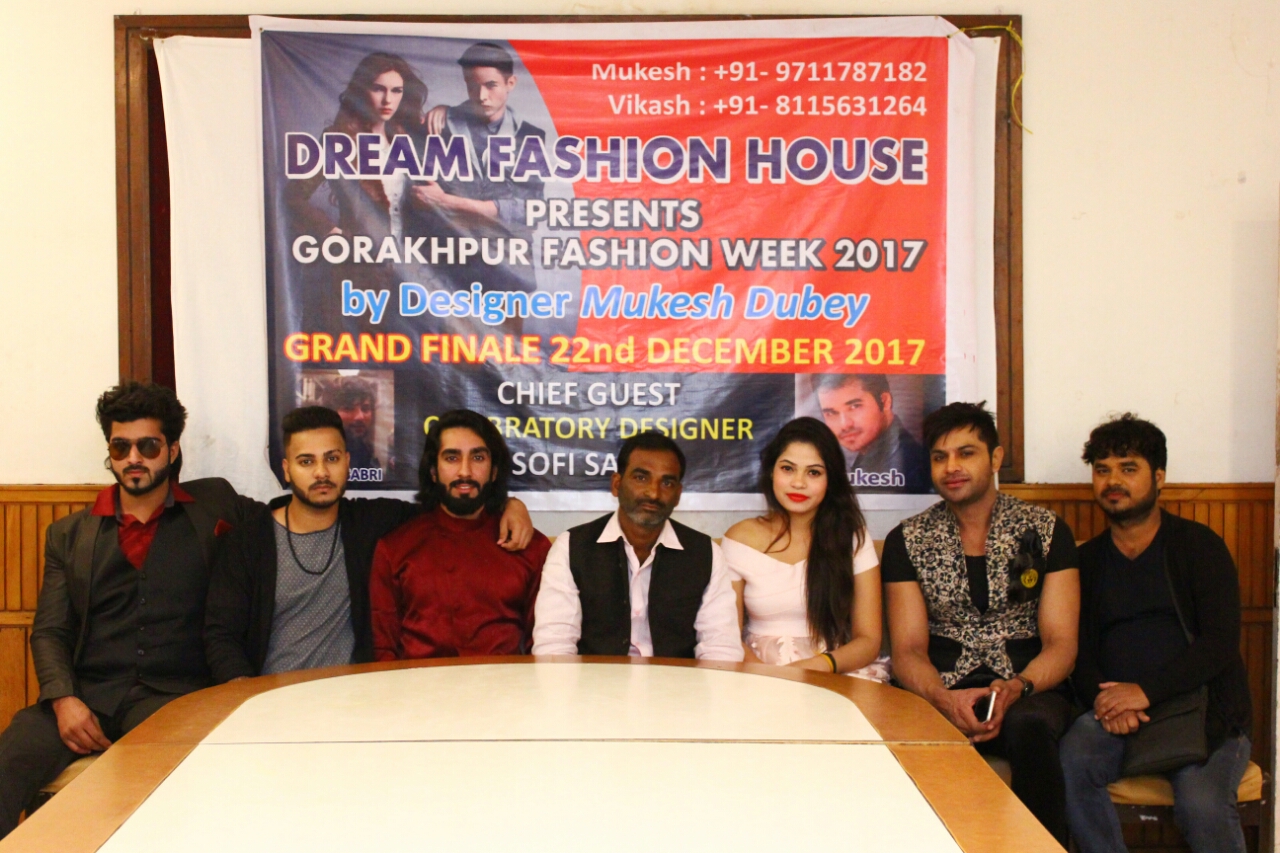 Mukesh : +91- 9711787182
Vikash : +91- 8115631264
DREAM FASHION HOUSE
PRESENTS
GORAKHPUR FASHION WEEK 2017
by Designer Mukesh Dubey
GRAND FINALE 22nd DECEMBER 2017
CHIEF GUEST
DESIGNER
SOFI